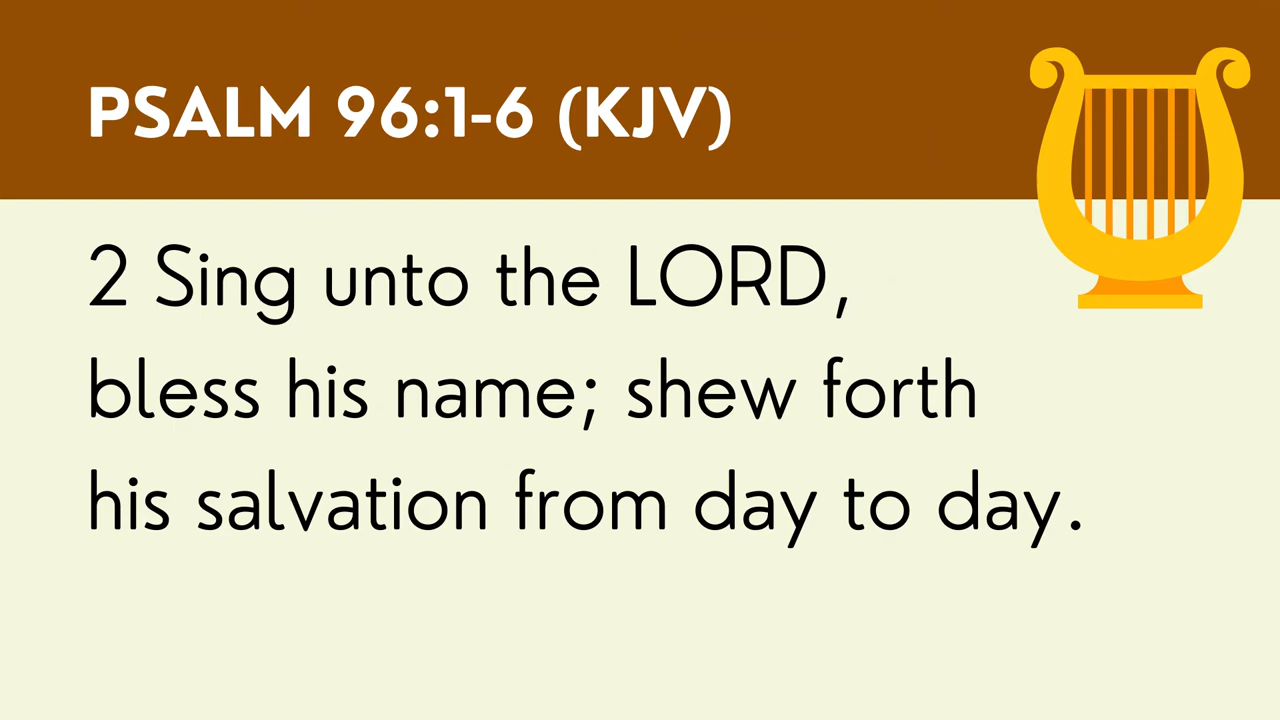 PSALM 96:1-6 (KJV)
2 Sing unto the LORD,
bless his name; shew forth
his salvation from day to day.